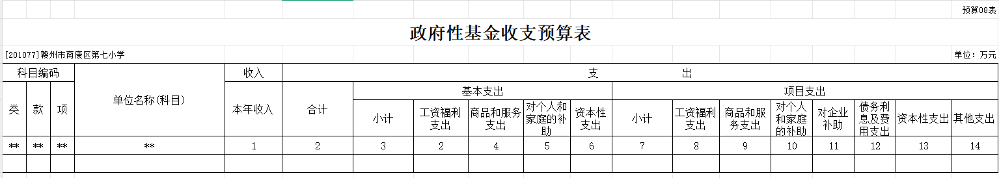 预算08表
政府性基金收支预算表
[201077]赣州市南康区第七小学 单位：万元
科目编码 单位名称(科目) 收入 支 出
类 款 项 本年收入 合计 基本支出 项目支出
小计 工资福利支出 商品和服务支出 对个人和家庭的补助 资本性支出 小计 工资福利支出 商品和服务支出 对个人和家庭的补助 对企业补助 债务利息及费用支出 资本性支出 其他支出
** ** ** ** 1 2 3 2 4 5 6 7 8 9 10 11 12 13 14